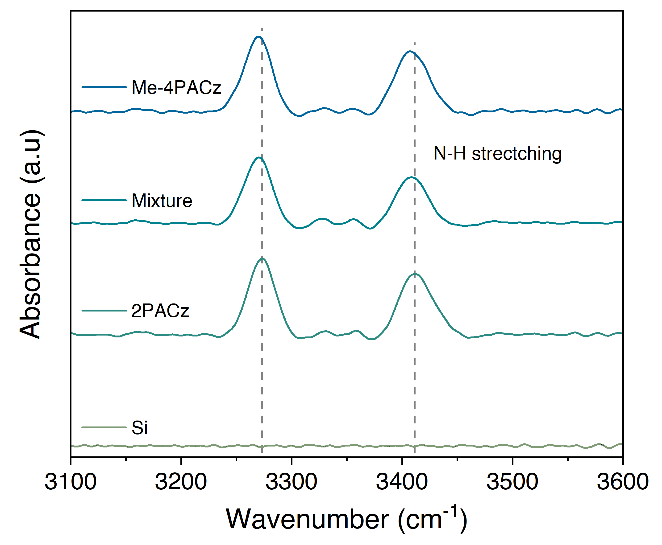 Me-4PACz
N-H strectching
Mixture
2PACz
Si
Absorbance (a.u)
3100 3200 3300 3400 3500 3600
Wavenumber (cm⁻¹)